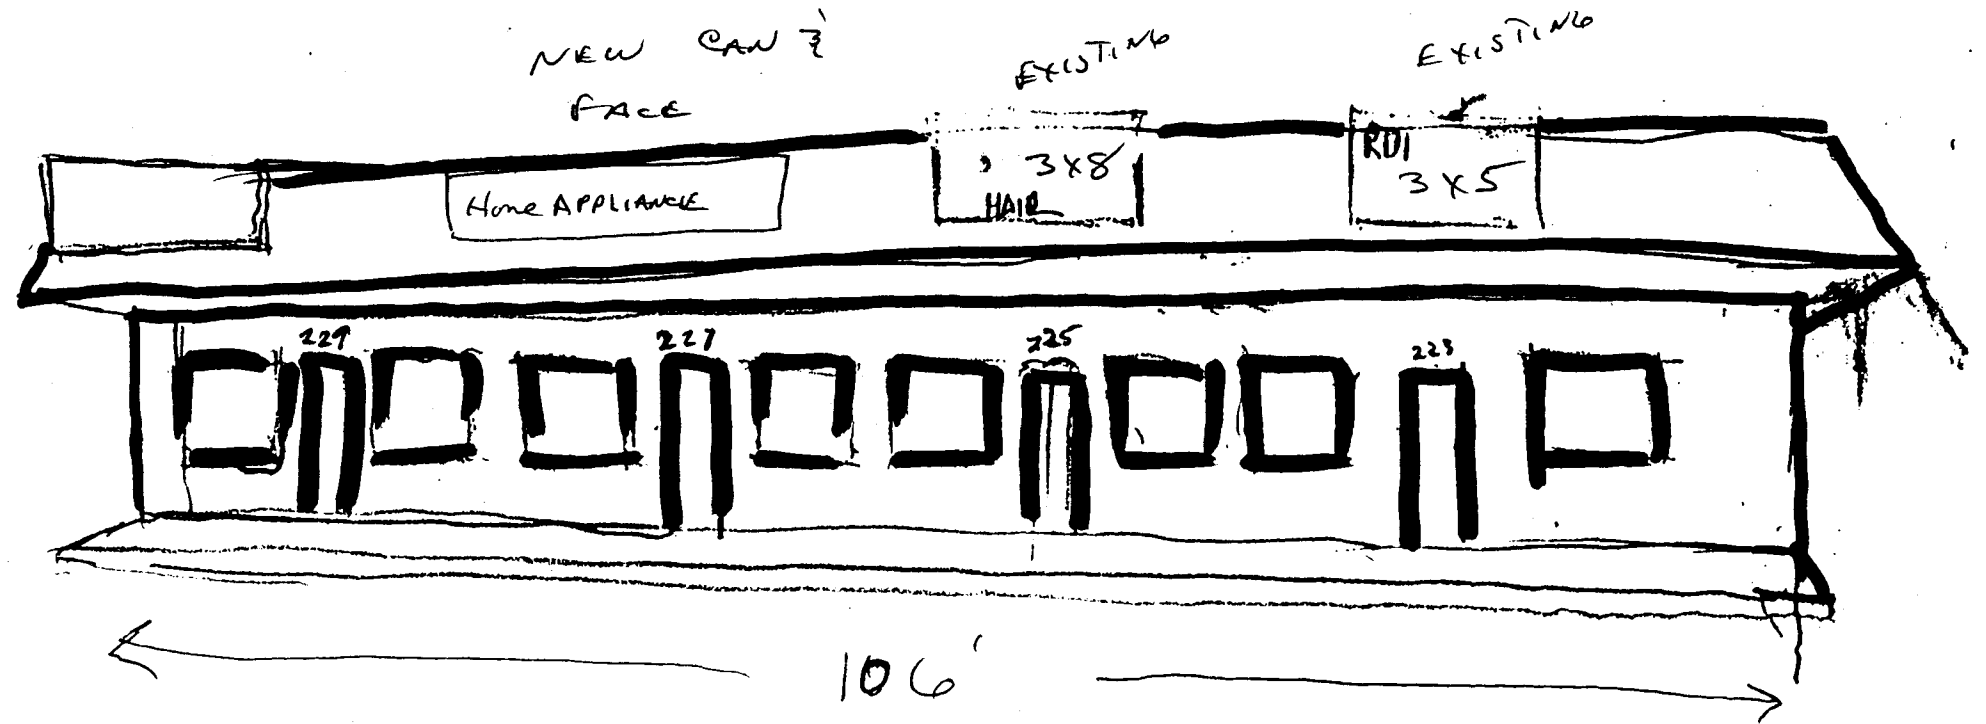 NEW CAN &
FACE
EXISTING
EXISTING
Home APPLIANCE
3x8
HAIR
RDI
3x5
229
227
225
223
106'